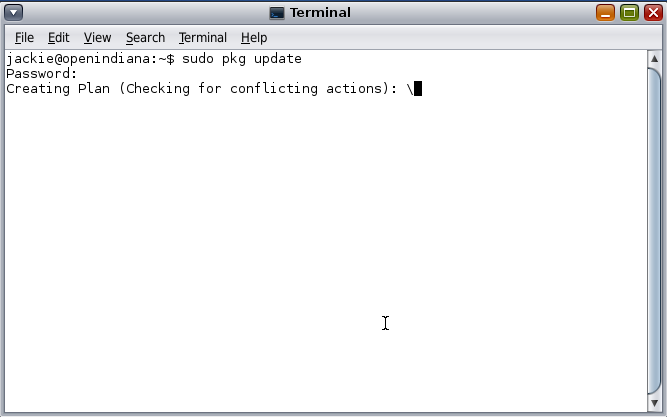 Terminal
File Edit View Search Terminal Help
jackie@openindiana:~$ sudo pkg update
Password:
Creating Plan (Checking for conflicting actions): \